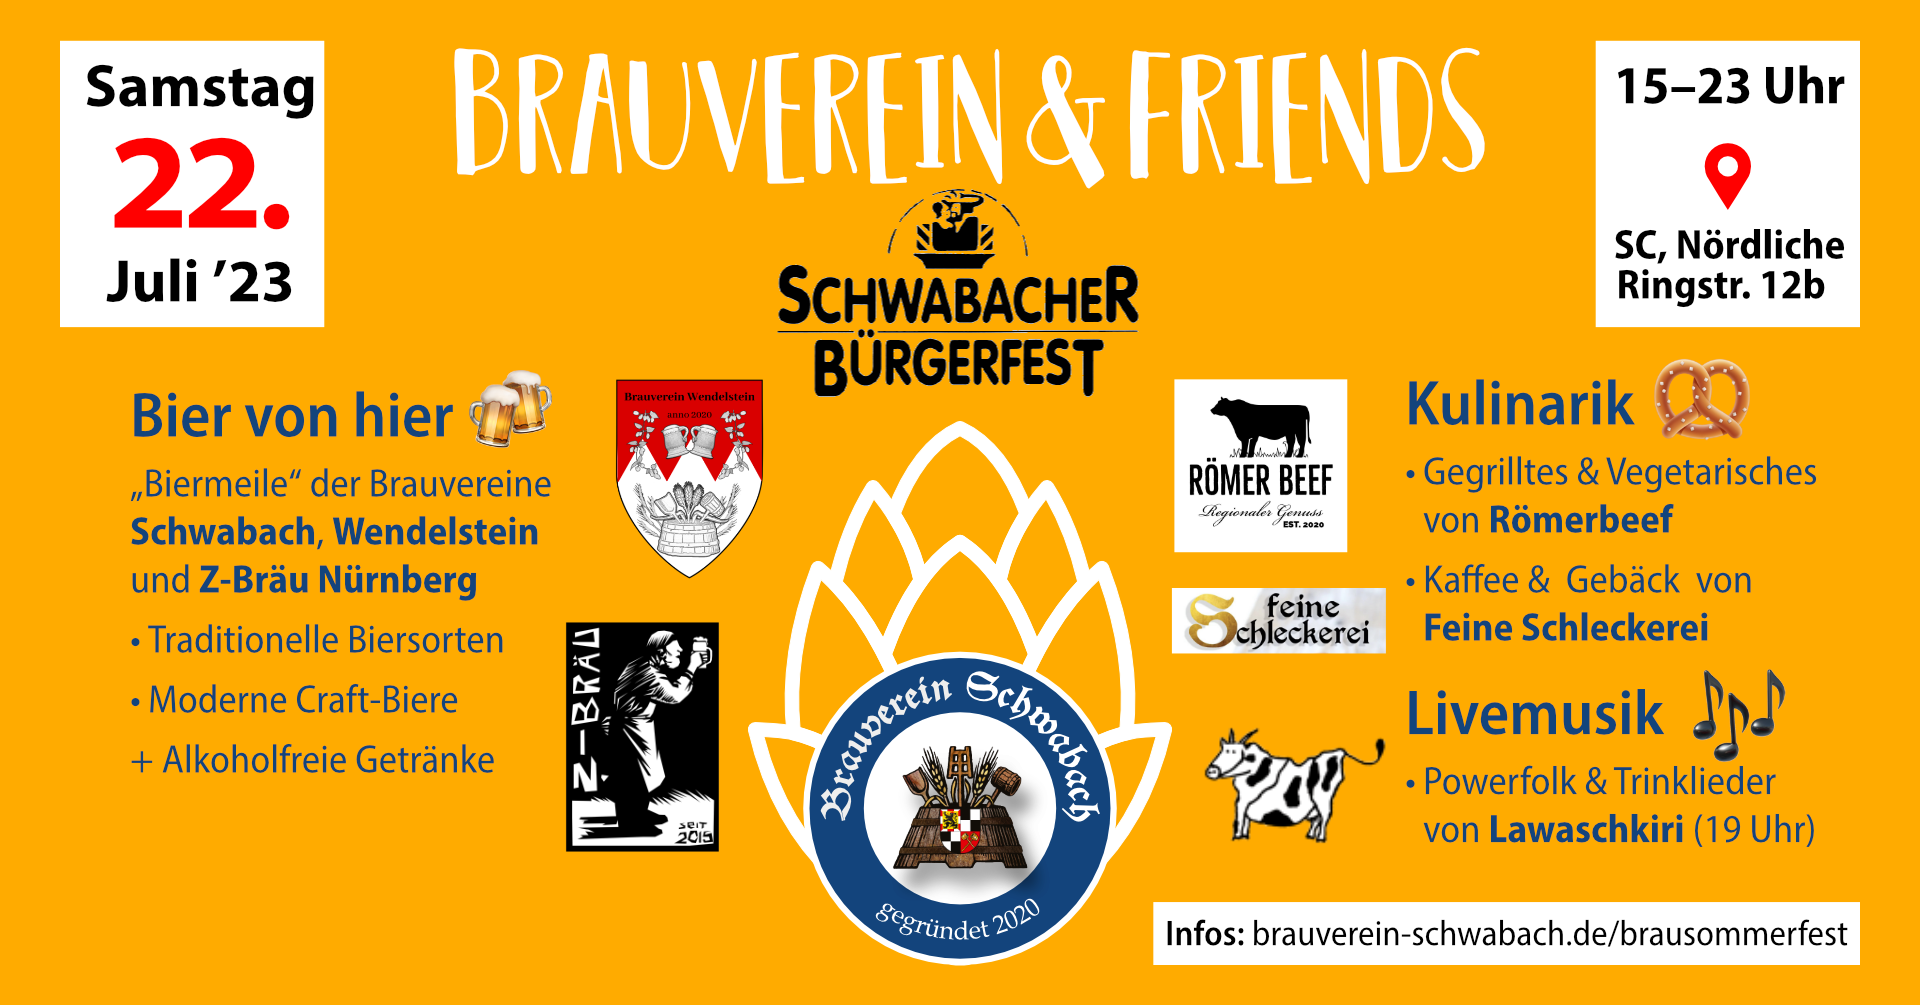 Samstag
22.
Juli ’23
BRAUVEREIN & FRIENDS
15–23 Uhr
SC, Nördliche
Ringstr. 12b
SCHWABACHER
BÜRGERFEST
Bier von hier
„Biermeile“ der Brauvereine
Schwabach, Wendelstein
und Z-Bräu Nürnberg
• Traditionelle Biersorten
• Moderne Craft-Biere
+ Alkoholfreie Getränke
Brauverein Wendelstein
anno 2020
Z-BRÄU
SEIT
2015
Brauverein Schwabach
gegründet 2020
RÖMER BEEF
Regionaler Genuss
EST. 2020
feine
Schleckerei
Kulinarik
• Gegrilltes & Vegetarisches
von Römerbeef
• Kaffee & Gebäck von
Feine Schleckerei
Livemusik
• Powerfolk & Trinklieder
von Lawaschkiri (19 Uhr)
Infos: brauverein-schwabach.de/brausommerfest